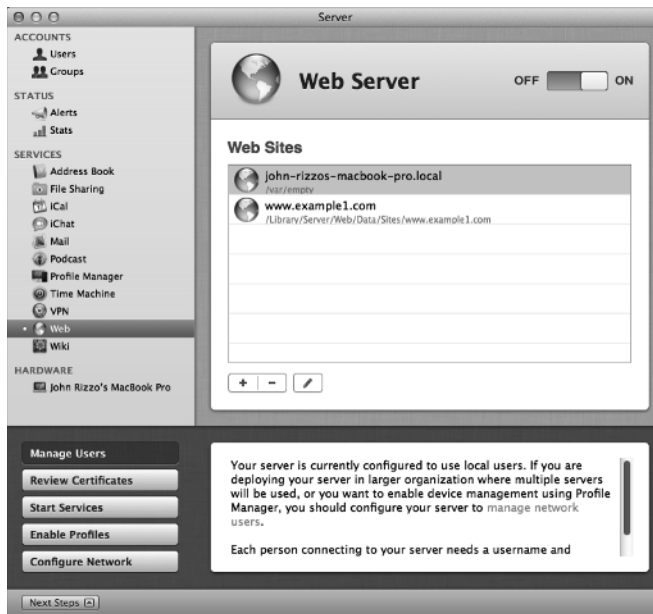 Server
ACCOUNTS
Users
Groups
STATUS
Alerts
Stats
SERVICES
Address Book
File Sharing
iCal
iChat
Mail
Podcast
Profile Manager
Time Machine
VPN
Web
Wiki
HARDWARE
John Rizzo's MacBook Pro
Web Server
OFF ON
Web Sites
john-rizzos-macbook-pro.local
/var/empty
www.example1.com
/Library/Server/Web/Data/Sites/www.example1.com
+ −
Manage Users
Review Certificates
Start Services
Enable Profiles
Configure Network
Your server is currently configured to use local users. If you are
deploying your server in larger organization where multiple servers
will be used, or you want to enable device management using Profile
Manager, you should configure your server to manage network
users.
Each person connecting to your server needs a username and
Next Steps